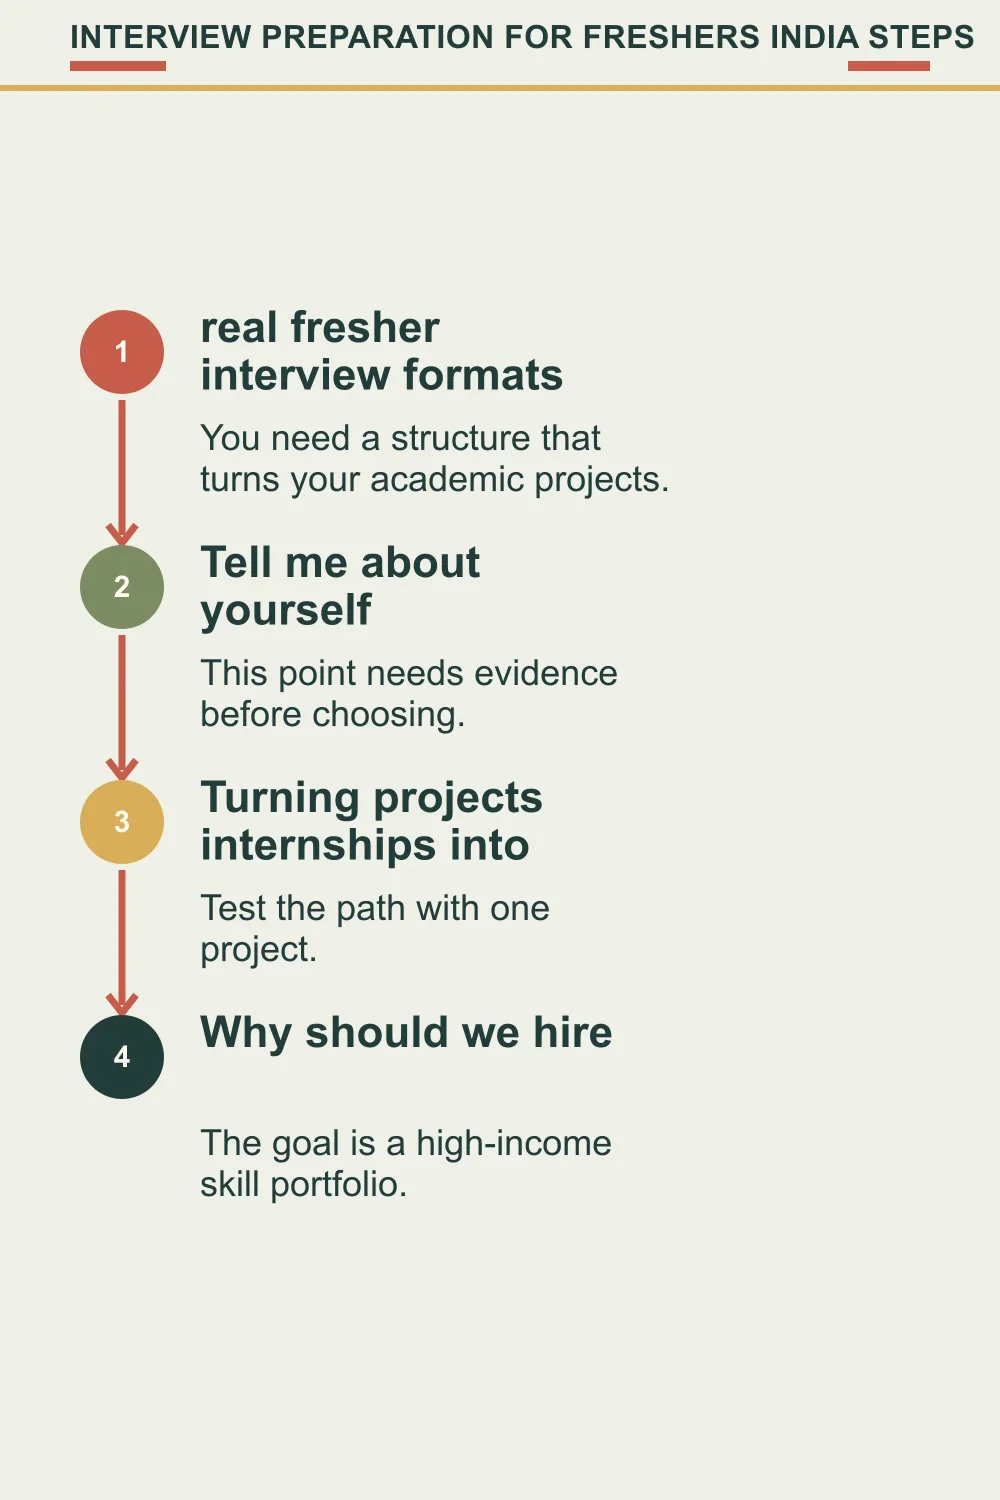 INTERVIEW PREPARATION FOR FRESHERS INDIA STEPS
1
real fresher
interview formats
You need a structure that
turns your academic projects.
2
Tell me about
yourself
This point needs evidence
before choosing.
3
Turning projects
internships into
Test the path with one
project.
4
Why should we hire
The goal is a high-income
skill portfolio.